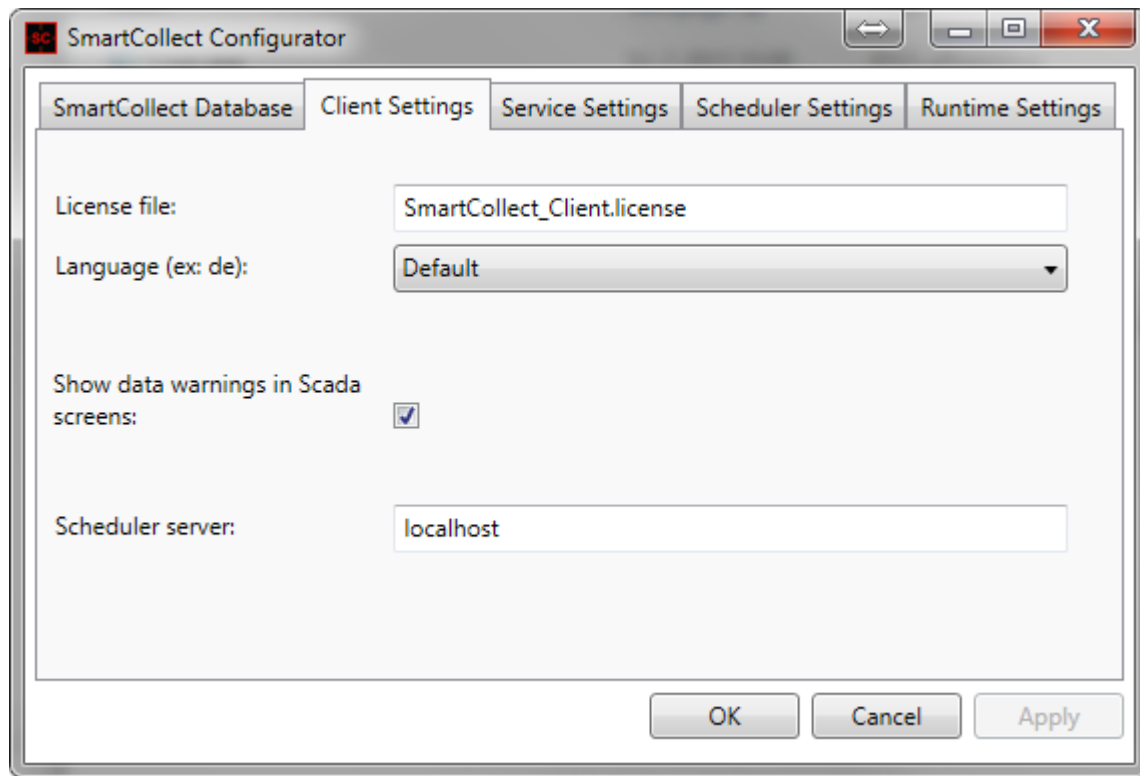 SC SmartCollect Configurator
SmartCollect Database Client Settings Service Settings Scheduler Settings Runtime Settings
License file: SmartCollect_Client.license
Language (ex: de): Default
Show data warnings in Scada
screens:
Scheduler server: localhost
OK Cancel Apply